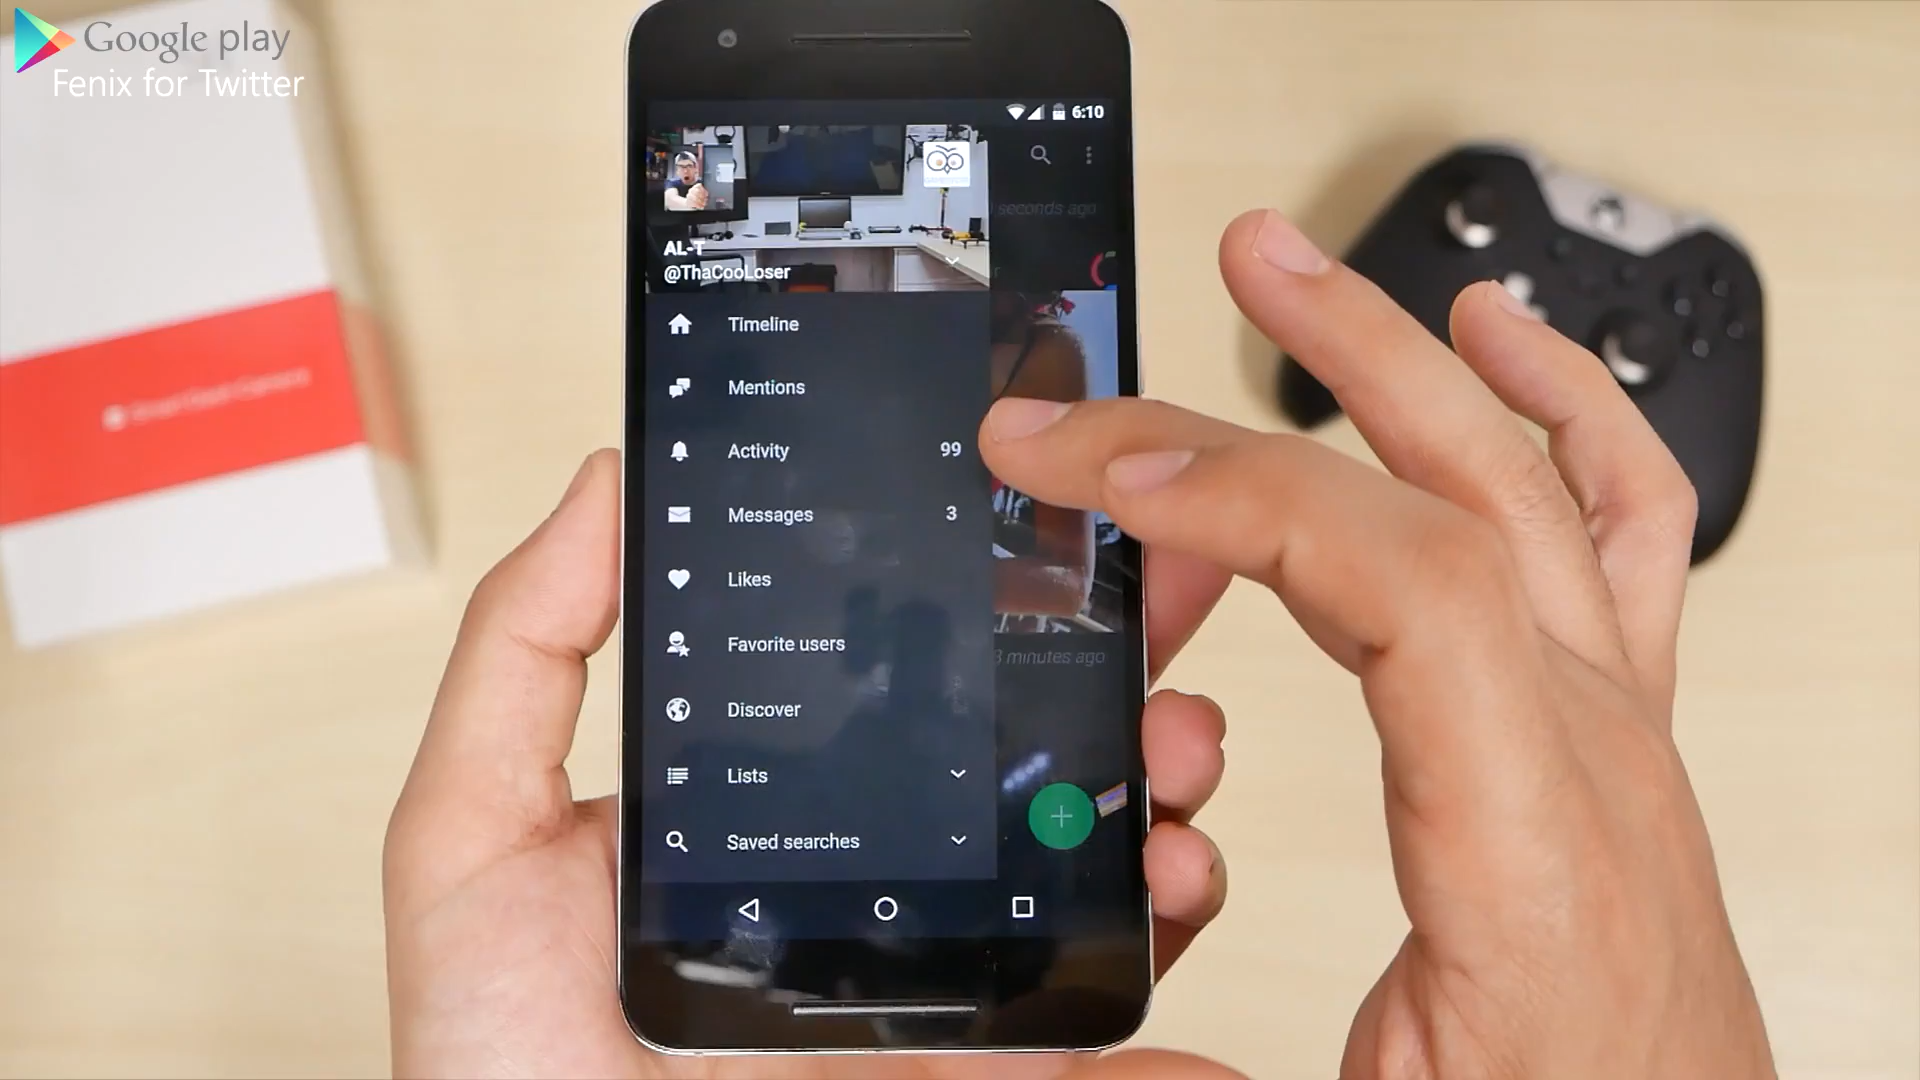 Google play
Fenix for Twitter
6:10
seconds ago
AL-T
@ThaCooLoser
Timeline
Mentions
Activity 99
Messages 3
Likes
Favorite users
3 minutes ago
Discover
Lists
Saved searches